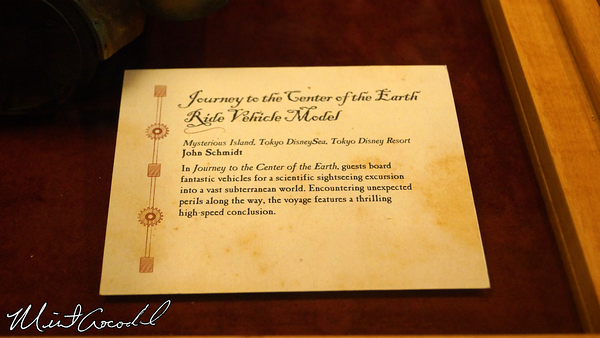 Journey to the Center of the Earth
Ride Vehicle Model
Mysterious Island, Tokyo DisneySea, Tokyo Disney Resort
John Schmidt
In Journey to the Center of the Earth, guests board
fantastic vehicles for a scientific sightseeing excursion
into a vast subterranean world. Encountering unexpected
perils along the way, the voyage features a thrilling
high-speed conclusion.